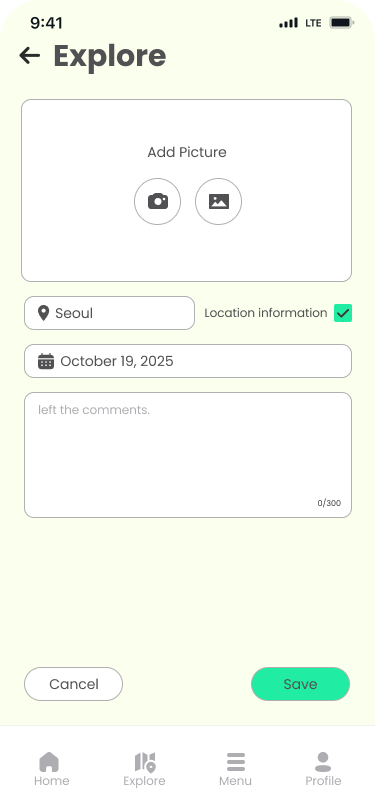 9:41 LTE
Explore
Add Picture
Seoul
Location information
October 19, 2025
left the comments.
0/300
Cancel
Save
Home Explore Menu Profile